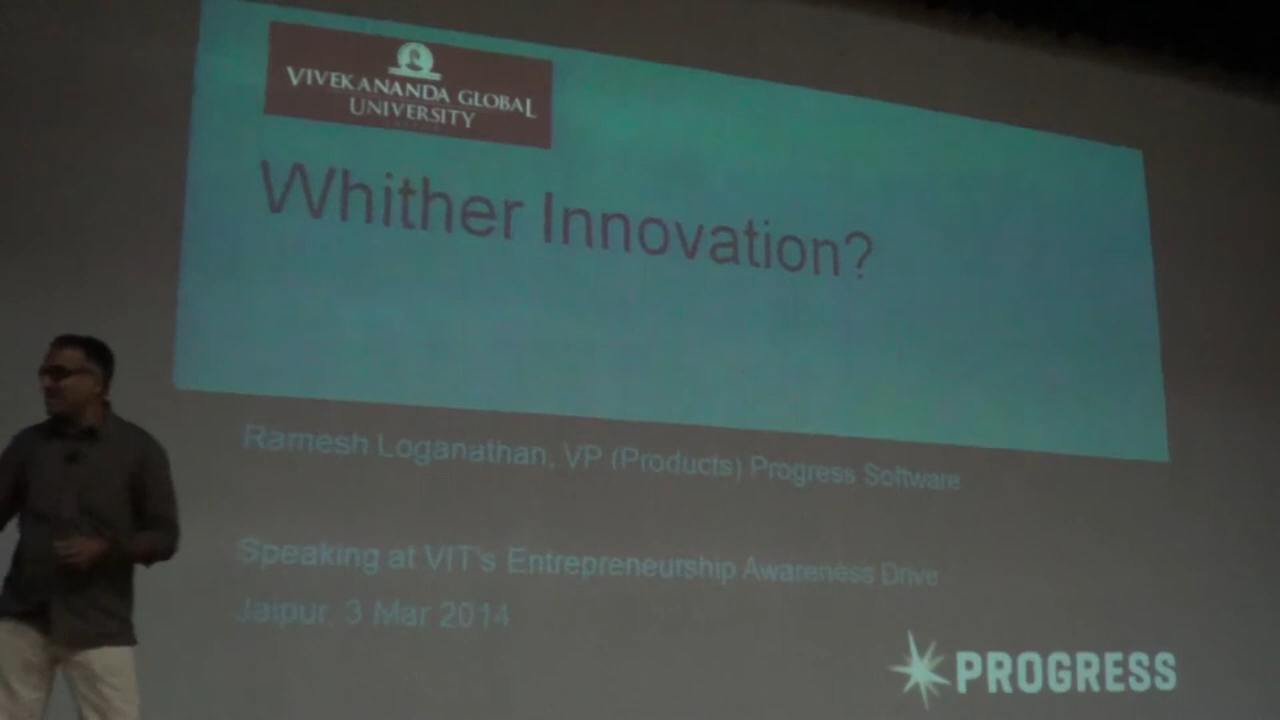 VIVEKANANDA GLOBAL
UNIVERSITY
Whither Innovation?
Ramesh Loganathan, VP (Products) Progress Software
Speaking at VIT's Entrepreneurship Awareness Drive
Jaipur, 3 Mar 2014
PROGRESS